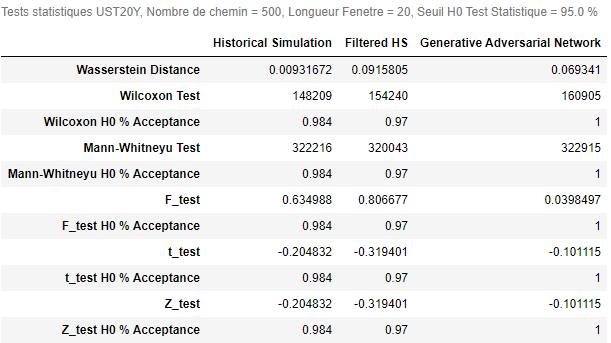 Tests statistiques UST20Y, Nombre de chemin = 500, Longueur Fenetre = 20, Seuil H0 Test Statistique = 95.0 %
Historical Simulation Filtered HS Generative Adversarial Network
Wasserstein Distance 0.00931672 0.0915805 0.069341
Wilcoxon Test 148209 154240 160905
Wilcoxon H0 % Acceptance 0.984 0.97 1
Mann-Whitneyu Test 322216 320043 322915
Mann-Whitneyu H0 % Acceptance 0.984 0.97 1
F_test 0.634988 0.806677 0.0398497
F_test H0 % Acceptance 0.984 0.97 1
t_test -0.204832 -0.319401 -0.101115
t_test H0 % Acceptance 0.984 0.97 1
Z_test -0.204832 -0.319401 -0.101115
Z_test H0 % Acceptance 0.984 0.97 1